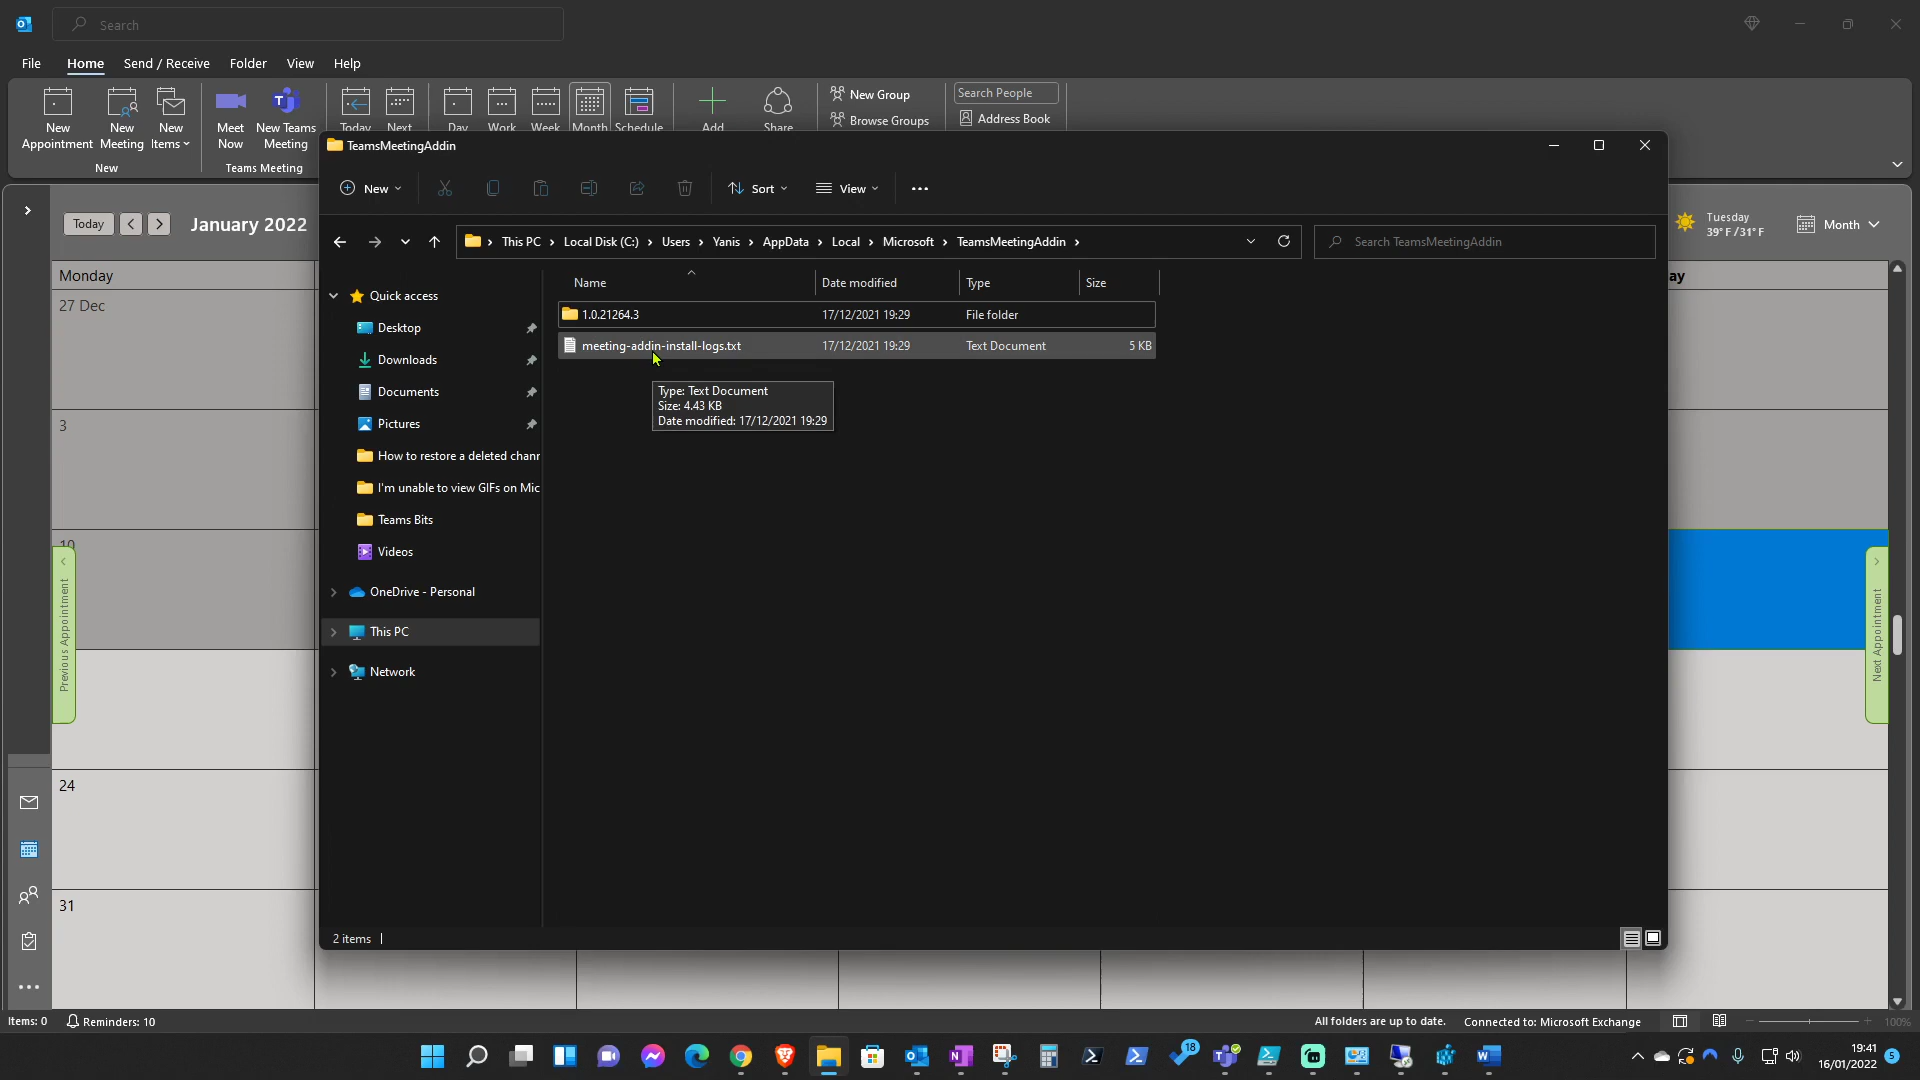 Search
File Home Send / Receive Folder View Help
New Appointment
New Meeting
New Items
Meet Now
New Teams Meeting
Today Next Day Work Week Month Schedule Add Share
New Group
Browse Groups
Search People
Address Book
New
Teams Meeting
TeamsMeetingAddin
New Sort View
This PC Local Disk (C:) Users Yanis AppData Local Microsoft TeamsMeetingAddin
Search TeamsMeetingAddin
Today January 2022
Tuesday
39°F/31°F
Month
Name Date modified Type Size
1.0.21264.3 17/12/2021 19:29 File folder
meeting-addin-install-logs.txt 17/12/2021 19:29 Text Document 5 KB
Type: Text Document
Size: 4.43 KB
Date modified: 17/12/2021 19:29
Quick access
Desktop
Downloads
Documents
Pictures
How to restore a deleted chanr
I'm unable to view GIFs on Mic
Teams Bits
Videos
OneDrive - Personal
This PC
Network
2 items
Monday
ay
27 Dec
3
10
24
31
Previous Appointment
Next Appointment
Items: 0 Reminders: 10
All folders are up to date. Connected to: Microsoft Exchange
100%
18
19:41
16/01/2022
5